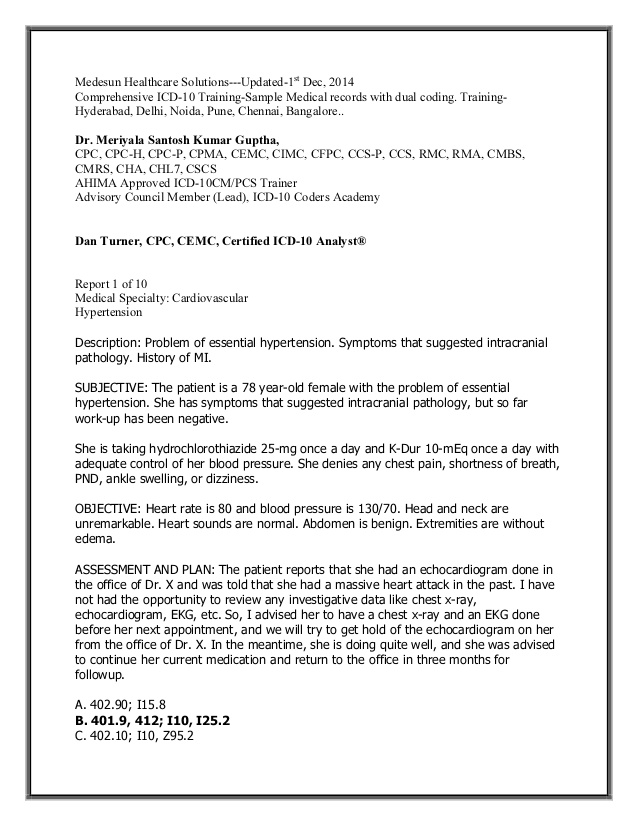 Medesun Healthcare Solutions---Updated-1st Dec, 2014
Comprehensive ICD-10 Training-Sample Medical records with dual coding. Training-
Hyderabad, Delhi, Noida, Pune, Chennai, Bangalore..
Dr. Meriyala Santosh Kumar Guptha,
CPC, CPC-H, CPC-P, CPMA, CEMC, CIMC, CFPC, CCS-P, CCS, RMC, RMA, CMBS,
CMRS, CHA, CHL7, CSCS
AHIMA Approved ICD-10CM/PCS Trainer
Advisory Council Member (Lead), ICD-10 Coders Academy
Dan Turner, CPC, CEMC, Certified ICD-10 Analyst®
Report 1 of 10
Medical Specialty: Cardiovascular
Hypertension
Description: Problem of essential hypertension. Symptoms that suggested intracranial
pathology. History of MI.
SUBJECTIVE: The patient is a 78 year-old female with the problem of essential
hypertension. She has symptoms that suggested intracranial pathology, but so far
work-up has been negative.
She is taking hydrochlorothiazide 25-mg once a day and K-Dur 10-mEq once a day with
adequate control of her blood pressure. She denies any chest pain, shortness of breath,
PND, ankle swelling, or dizziness.
OBJECTIVE: Heart rate is 80 and blood pressure is 130/70. Head and neck are
unremarkable. Heart sounds are normal. Abdomen is benign. Extremities are without
edema.
ASSESSMENT AND PLAN: The patient reports that she had an echocardiogram done in
the office of Dr. X and was told that she had a massive heart attack in the past. I have
not had the opportunity to review any investigative data like chest x-ray,
echocardiogram, EKG, etc. So, I advised her to have a chest x-ray and an EKG done
before her next appointment, and we will try to get hold of the echocardiogram on her
from the office of Dr. X. In the meantime, she is doing quite well, and she was advised
to continue her current medication and return to the office in three months for
followup.
A. 402.90; I15.8
B. 401.9, 412; I10, I25.2
C. 402.10; I10, Z95.2